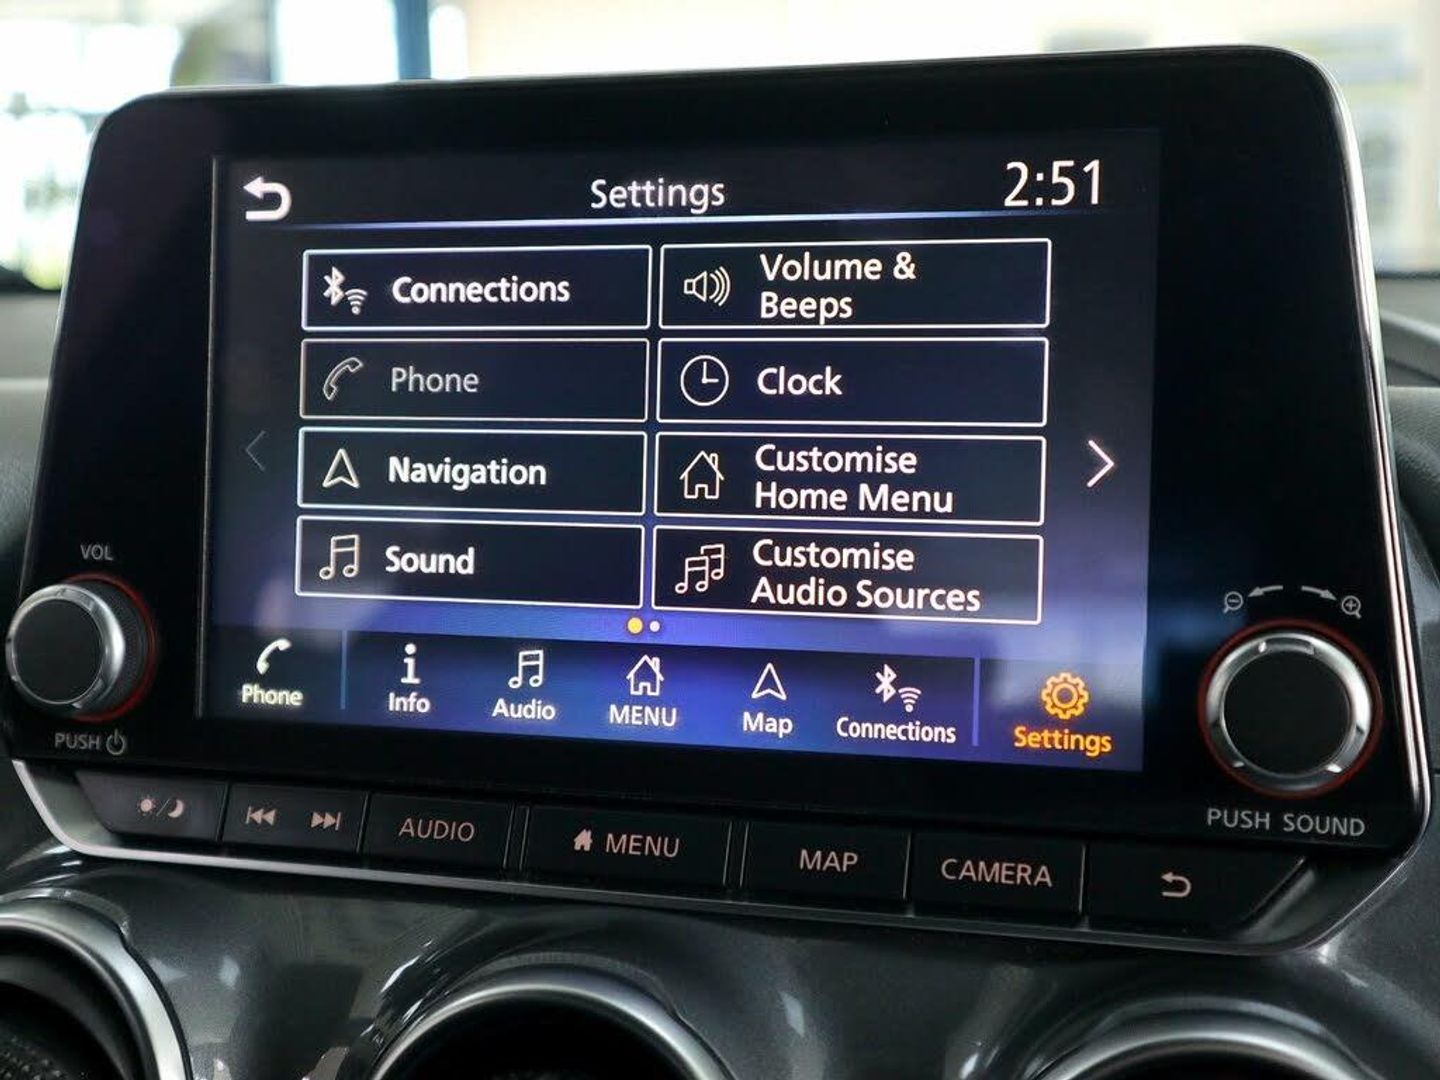 Settings
2:51
Connections
Volume &
Beeps
Phone
Clock
Navigation
Customise
Home Menu
Sound
Customise
Audio Sources
Phone
Info
Audio
MENU
Map
Connections
Settings
VOL
PUSH
PUSH SOUND
AUDIO
MENU
MAP
CAMERA